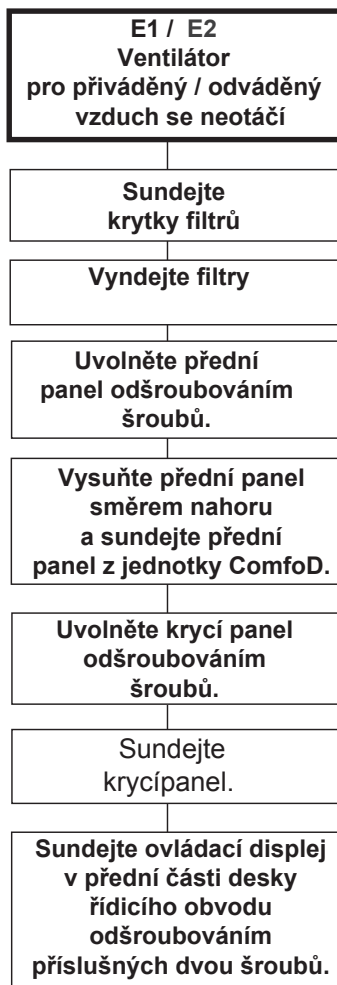 E1 / E2
Ventilátor
pro přiváděný / odváděný
vzduch se neotáčí
Sundejte
krytky filtrů
Vyndejte filtry
Uvolněte přední
panel odšroubováním
šroubů.
Vysuňte přední panel
směrem nahoru
a sundejte přední
panel z jednotky ComfoD.
Uvolněte krycí panel
odšroubováním
šroubů.
Sundejte
krycípanel.
Sundejte ovládací displej
v přední části desky
řídicího obvodu
odšroubováním
příslušných dvou šroubů.